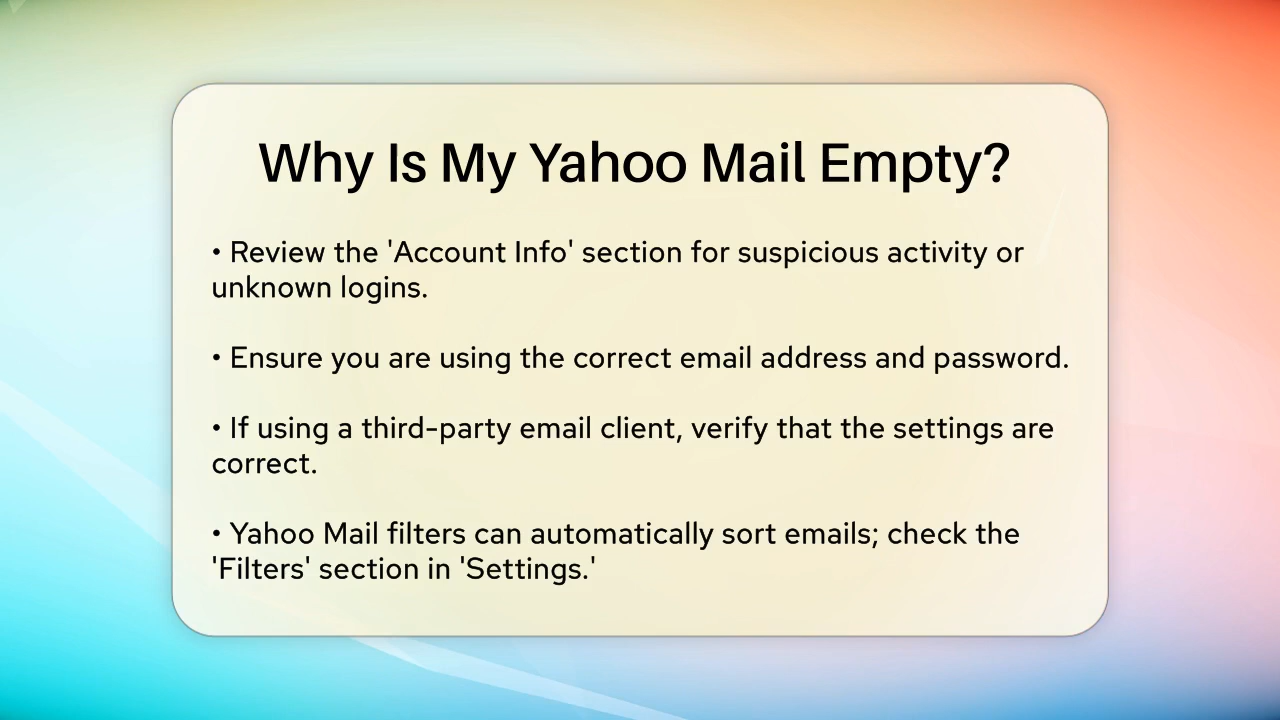 Why Is My Yahoo Mail Empty?
• Review the 'Account Info' section for suspicious activity or
unknown logins.
• Ensure you are using the correct email address and password.
• If using a third-party email client, verify that the settings are
correct.
• Yahoo Mail filters can automatically sort emails; check the
'Filters' section in 'Settings.'